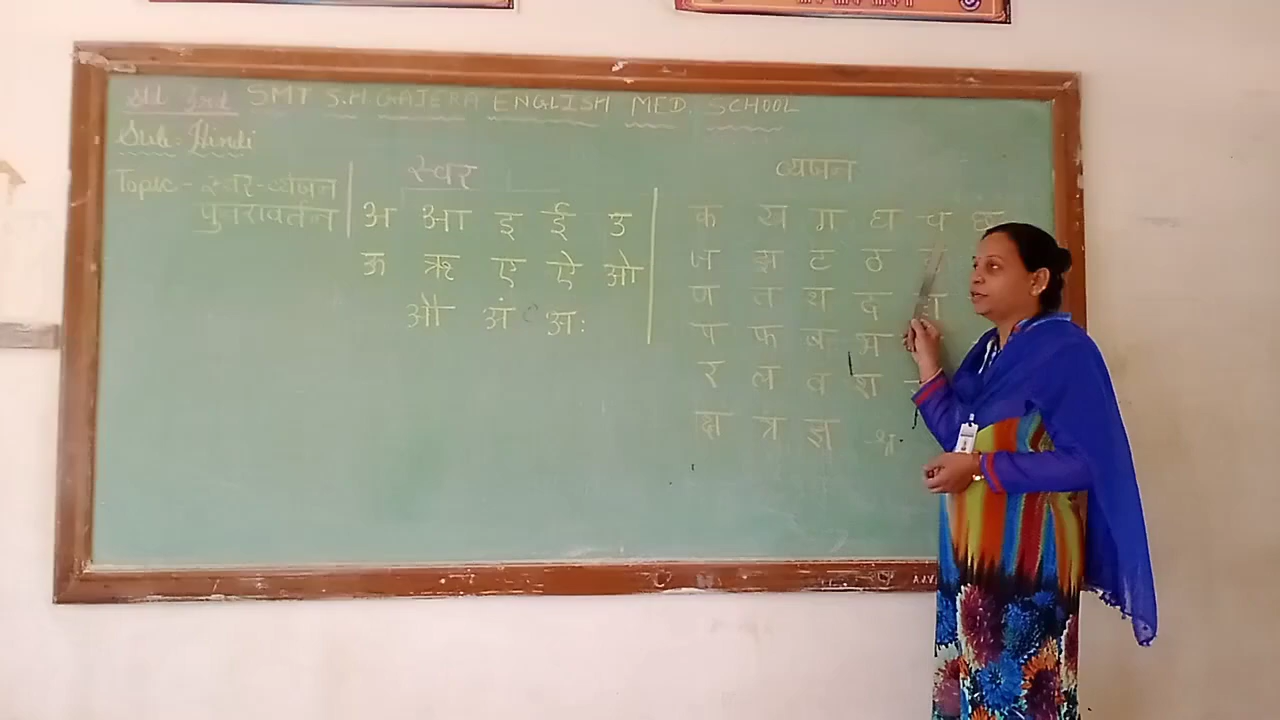 Std 3rd SMT S.H GAJERA ENGLISH MED. SCHOOL
Sub: Hindi
Topic - स्वर-व्यंजन
पुनरावर्तन
स्वर
अ आ इ ई उ
ऊ ऋ ए ऐ ओ
औ अं अः
व्यंजन
क ख ग घ च छ
ज झ ट ठ
ण त थ द
प फ ब भ
र ल व श
क्ष त्र ज्ञ श्र